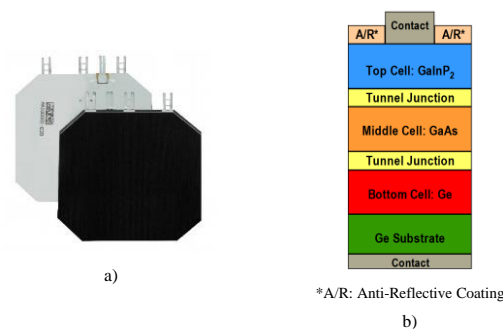 Contact
A/R* A/R*
Top Cell: GaInP₂
Tunnel Junction
Middle Cell: GaAs
Tunnel Junction
Bottom Cell: Ge
Ge Substrate
Contact
*A/R: Anti-Reflective Coating
a)
b)